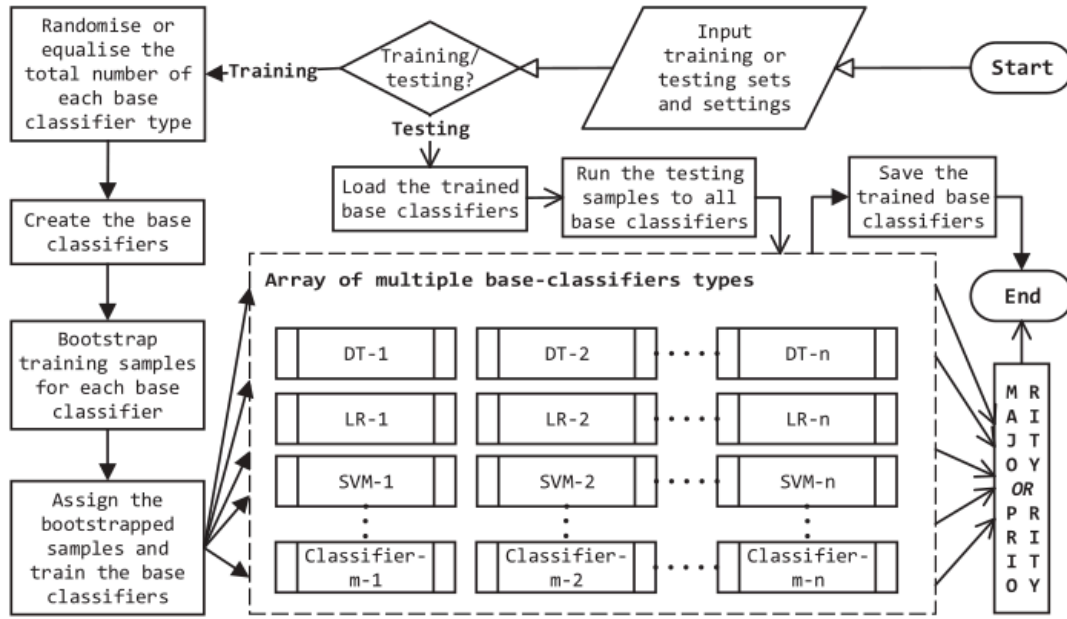 Randomise or
equalise the
total number of
each base
classifier type
Training
Training/
testing?
Input
training or
testing sets
and settings
Start
Testing
Load the trained
base classifiers
Run the testing
samples to all
base classifiers
Save the
trained base
classifiers
Create the base
classifiers
End
Array of multiple base-classifiers types
Bootstrap
training samples
for each base
classifier
DT-1
DT-2
DT-n
LR-1
LR-2
LR-n
SVM-1
SVM-2
SVM-n
Classifier-
m-1
Classifier-
m-2
Classifier-
m-n
Assign the
bootstrapped
samples and
train the base
classifiers
MAJORITY
OR
PRIORITY